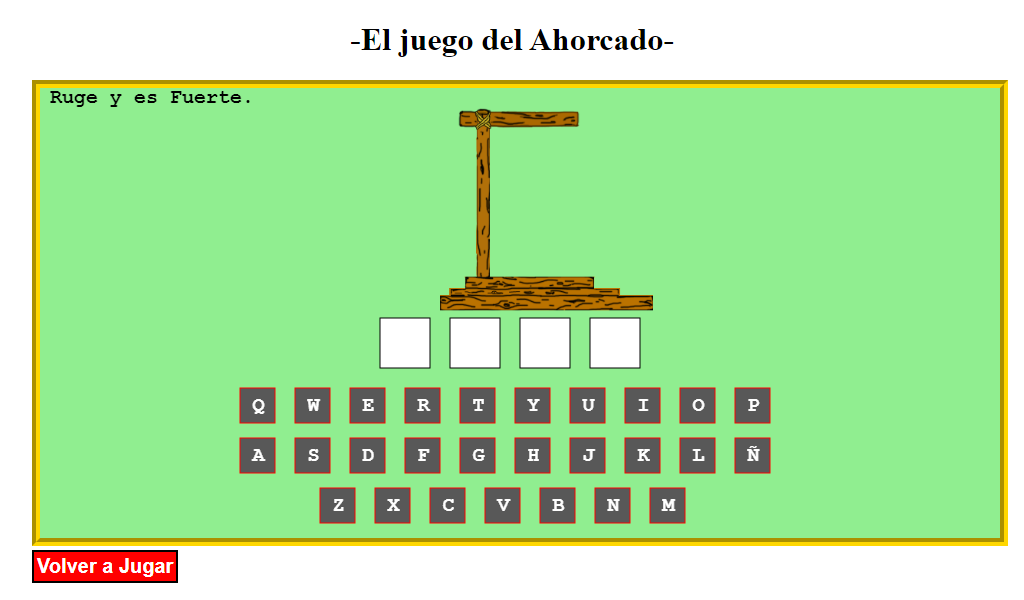 -El juego del Ahorcado-
Ruge y es Fuerte.
Q W E R T Y U I O P
A S D F G H J K L Ñ
Z X C V B N M
Volver a Jugar